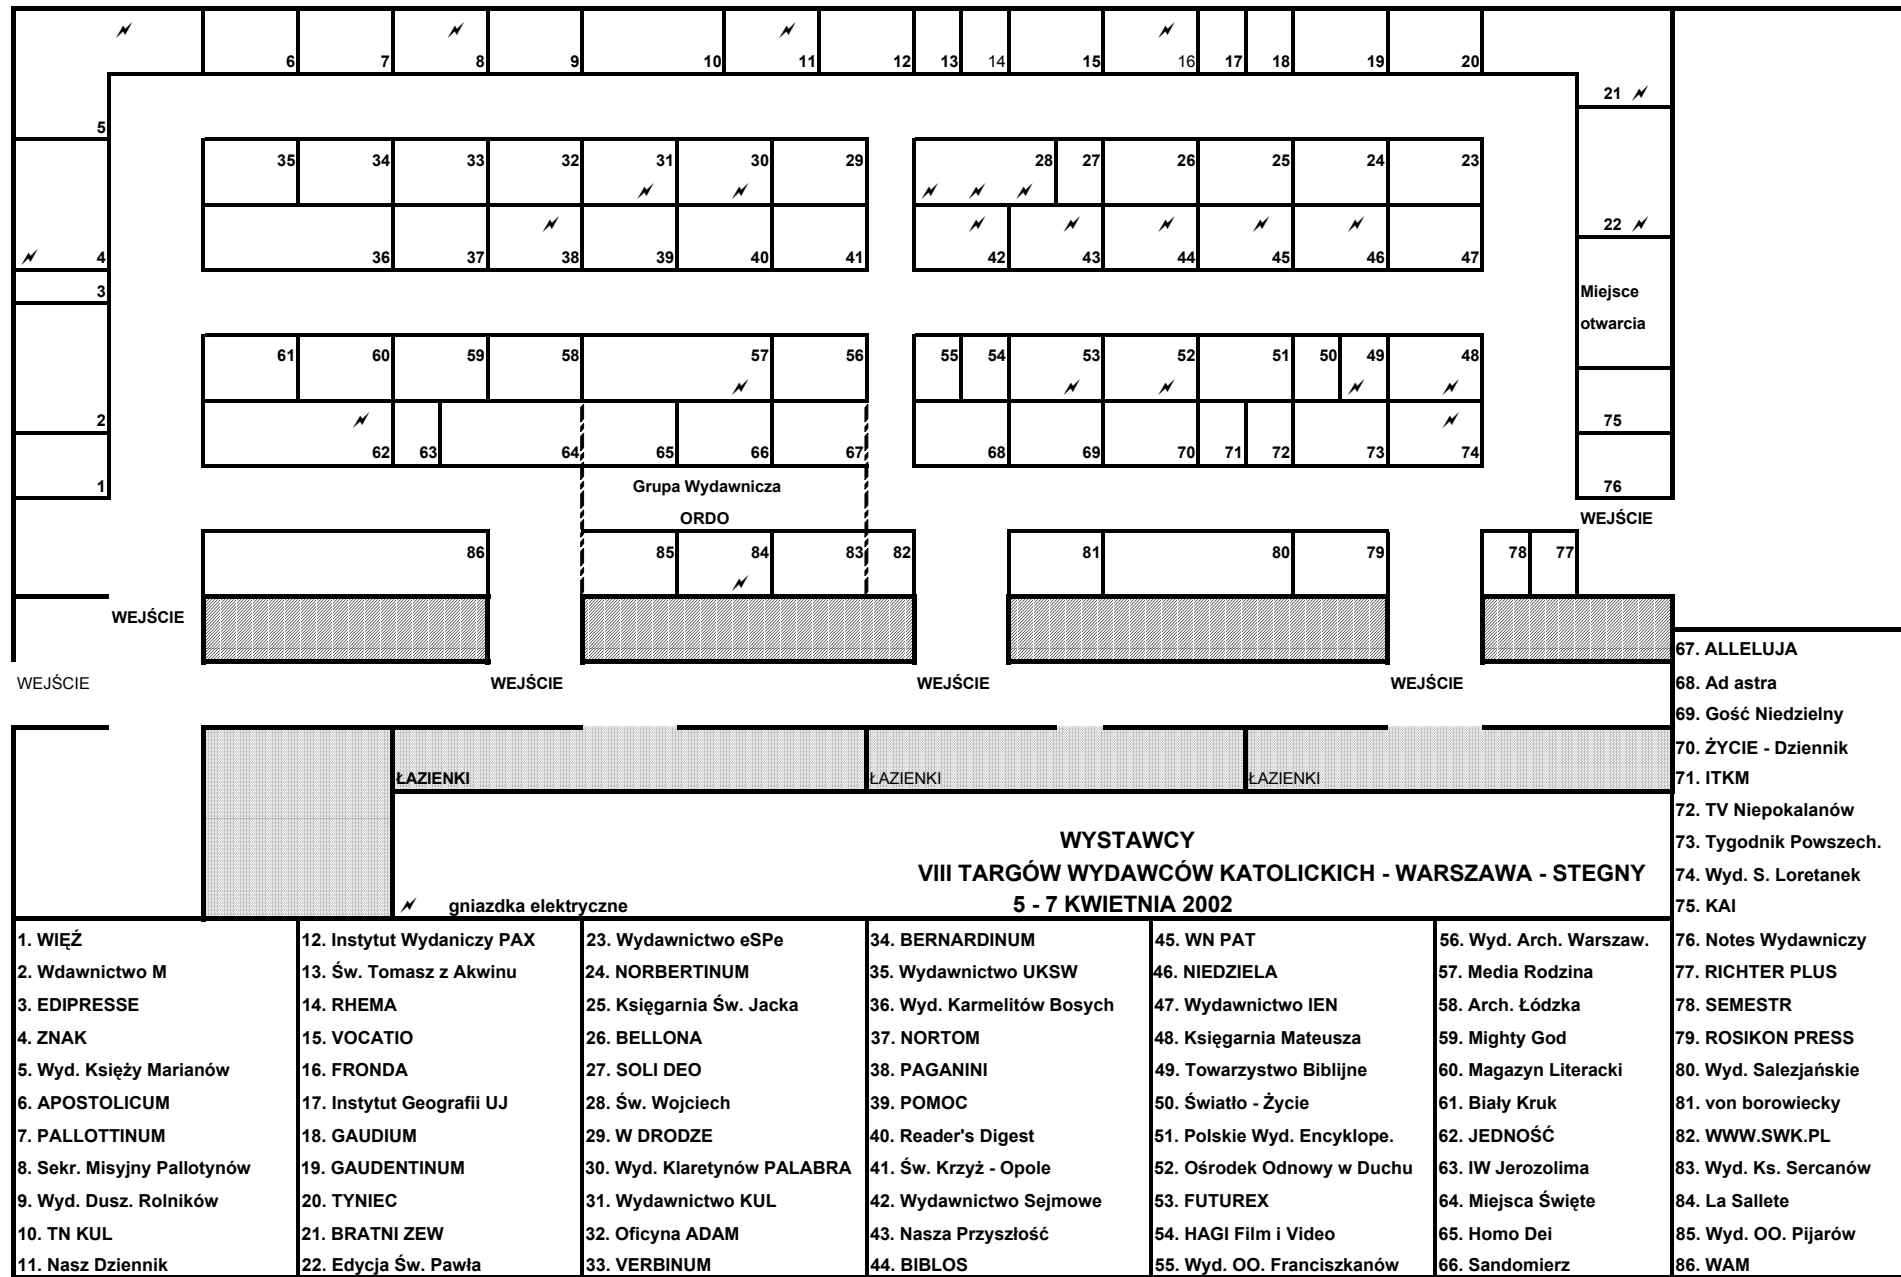 6 7 8 9 10 11 12 13 14 15 16 17 18 19 20
21
5
35 34 33 32 31 30 29 28 27 26 25 24 23
22
4 36 37 38 39 40 41 42 43 44 45 46 47
3 Miejsce
otwarcia
61 60 59 58 57 56 55 54 53 52 51 50 49 48
2 75
62 63 64 65 66 67 68 69 70 71 72 73 74
1 Grupa Wydawnicza 76
ORDO WEJŚCIE
86 85 84 83 82 81 80 79 78 77
WEJŚCIE
WEJŚCIE WEJŚCIE WEJŚCIE WEJŚCIE
ŁAZIENKI ŁAZIENKI ŁAZIENKI
WYSTAWCY
VIII TARGÓW WYDAWCÓW KATOLICKICH - WARSZAWA - STEGNY
5 - 7 KWIETNIA 2002
gniazdka elektryczne
1. WIĘŹ
2. Wdawnictwo M
3. EDIPRESSE
4. ZNAK
5. Wyd. Księży Marianów
6. APOSTOLICUM
7. PALLOTTINUM
8. Sekr. Misyjny Pallotynów
9. Wyd. Dusz. Rolników
10. TN KUL
11. Nasz Dziennik
12. Instytut Wydaniczy PAX
13. Św. Tomasz z Akwinu
14. RHEMA
15. VOCATIO
16. FRONDA
17. Instytut Geografii UJ
18. GAUDIUM
19. GAUDENTINUM
20. TYNIEC
21. BRATNI ZEW
22. Edycja Św. Pawła
23. Wydawnictwo eSPe
24. NORBERTINUM
25. Księgarnia Św. Jacka
26. BELLONA
27. SOLI DEO
28. Św. Wojciech
29. W DRODZE
30. Wyd. Klaretynów PALABRA
31. Wydawnictwo KUL
32. Oficyna ADAM
33. VERBINUM
34. BERNARDINUM
35. Wydawnictwo UKSW
36. Wyd. Karmelitów Bosych
37. NORTOM
38. PAGANINI
39. POMOC
40. Reader's Digest
41. Św. Krzyż - Opole
42. Wydawnictwo Sejmowe
43. Nasza Przyszłość
44. BIBLOS
45. WN PAT
46. NIEDZIELA
47. Wydawnictwo IEN
48. Księgarnia Mateusza
49. Towarzystwo Biblijne
50. Światło - Życie
51. Polskie Wyd. Encyklope.
52. Ośrodek Odnowy w Duchu
53. FUTUREX
54. HAGI Film i Video
55. Wyd. OO. Franciszkanów
56. Wyd. Arch. Warszaw.
57. Media Rodzina
58. Arch. Łódzka
59. Mighty God
60. Magazyn Literacki
61. Biały Kruk
62. JEDNOŚĆ
63. IW Jerozolima
64. Miejsca Święte
65. Homo Dei
66. Sandomierz
67. ALLELUJA
68. Ad astra
69. Gość Niedzielny
70. ŻYCIE - Dziennik
71. ITKM
72. TV Niepokalanów
73. Tygodnik Powszech.
74. Wyd. S. Loretanek
75. KAI
76. Notes Wydawniczy
77. RICHTER PLUS
78. SEMESTR
79. ROSIKON PRESS
80. Wyd. Salezjańskie
81. von borowiecky
82. WWW.SWK.PL
83. Wyd. Ks. Sercanów
84. La Sallete
85. Wyd. OO. Pijarów
86. WAM